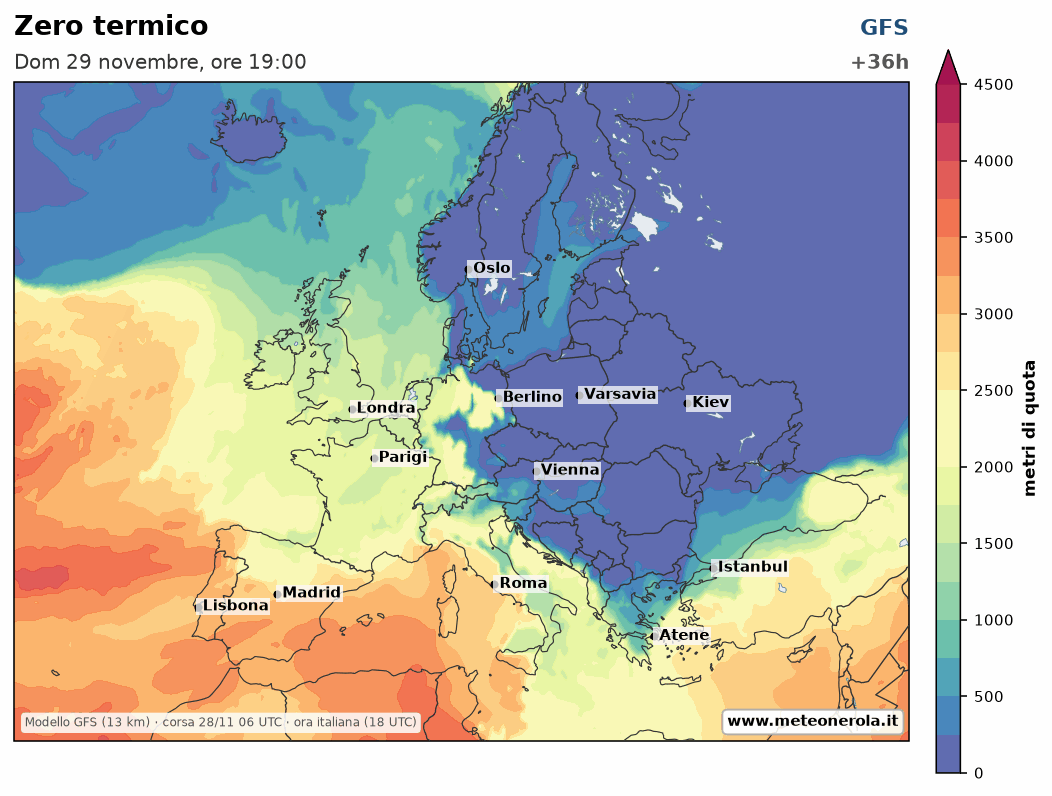 Zero termico
GFS
Dom 29 novembre, ore 19:00
+36h
4500
4000
3500
3000
2500
2000
1500
1000
500
0
metri di quota
Oslo
Berlino
Varsavia
Kiev
Londra
Parigi
Vienna
Istanbul
Roma
Madrid
Lisbona
Atene
Modello GFS (13 km) · corsa 28/11 06 UTC · ora italiana (18 UTC)
www.meteonerola.it